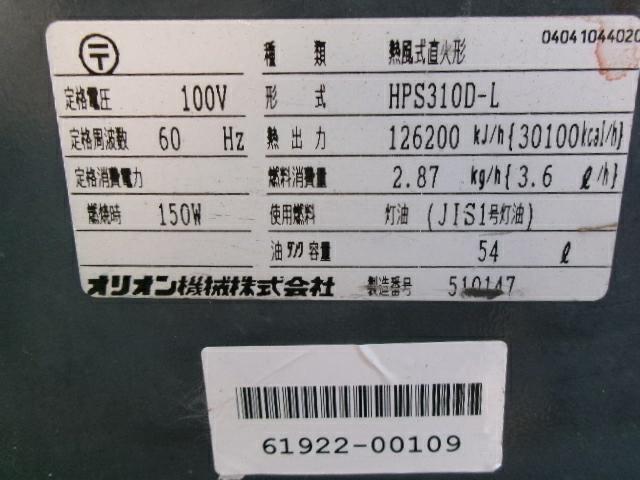 〒
種類 熱風式直火形
04041044020
定格電圧 100V
形式 HPS310D-L
定格周波数 60 Hz
熱出力 126200 kJ/h{30100kcal/h}
定格消費電力
燃料消費量 2.87 kg/h{3.6 ℓ/h}
燃焼時 150W
使用燃料 灯油(JIS1号灯油)
油タンク容量 54 ℓ
オリオン機械株式会社
製造番号 510147
61922-00109